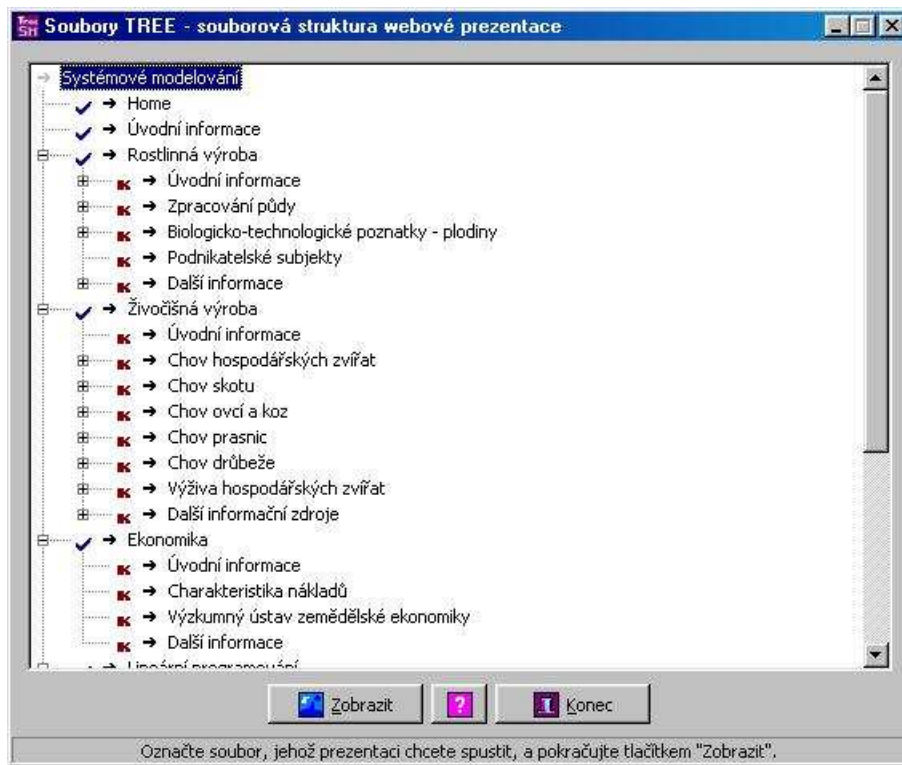 Soubory TREE - souborová struktura webové prezentace
Systémové modelování
Home
Úvodní informace
Rostlinná výroba
Úvodní informace
Zpracování půdy
Biologicko-technologické poznatky - plodiny
Podnikatelské subjekty
Další informace
Živočišná výroba
Úvodní informace
Chov hospodářských zvířat
Chov skotu
Chov ovcí a koz
Chov prasnic
Chov drůbeže
Výživa hospodářských zvířat
Další informační zdroje
Ekonomika
Úvodní informace
Charakteristika nákladů
Výzkumný ústav zemědělské ekonomiky
Další informace
Lineární programování
Zobrazit ? Konec
Označte soubor, jehož prezentaci chcete spustit, a pokračujte tlačítkem "Zobrazit".